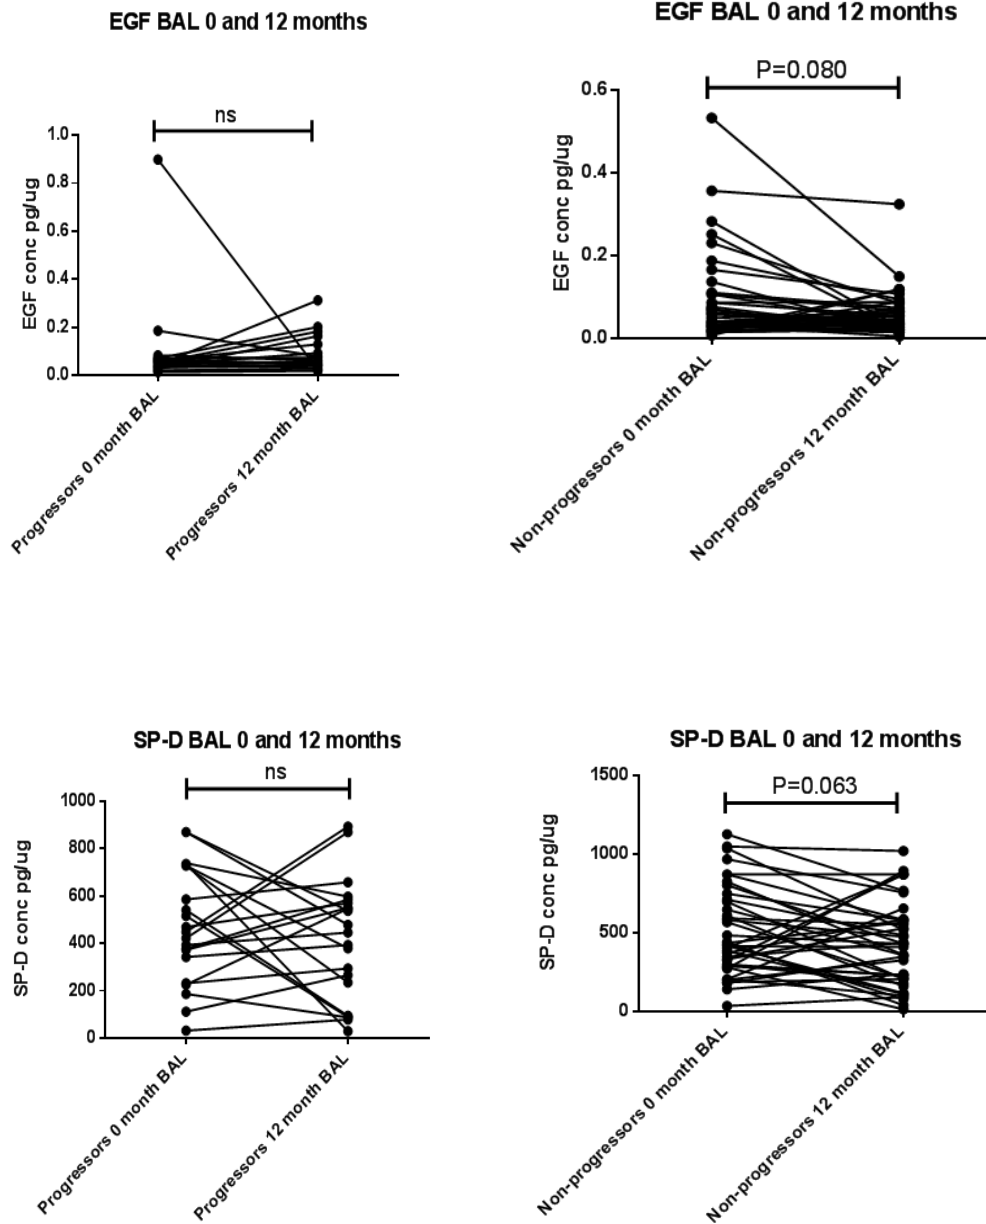 EGF BAL 0 and 12 months
ns
1.0
0.8
0.6
0.4
0.2
0.0
EGF conc pg/ug
Progressors 0 month BAL
Progressors 12 month BAL
EGF BAL 0 and 12 months
P=0.080
0.6
0.4
0.2
0.0
EGF conc pg/ug
Non-progressors 0 month BAL
Non-progressors 12 month BAL
SP-D BAL 0 and 12 months
ns
1000
800
600
400
200
0
SP-D conc pg/ug
Progressors 0 month BAL
Progressors 12 month BAL
SP-D BAL 0 and 12 months
P=0.063
1500
1000
500
0
SP-D conc pg/ug
Non-progressors 0 month BAL
Non-progressors 12 month BAL